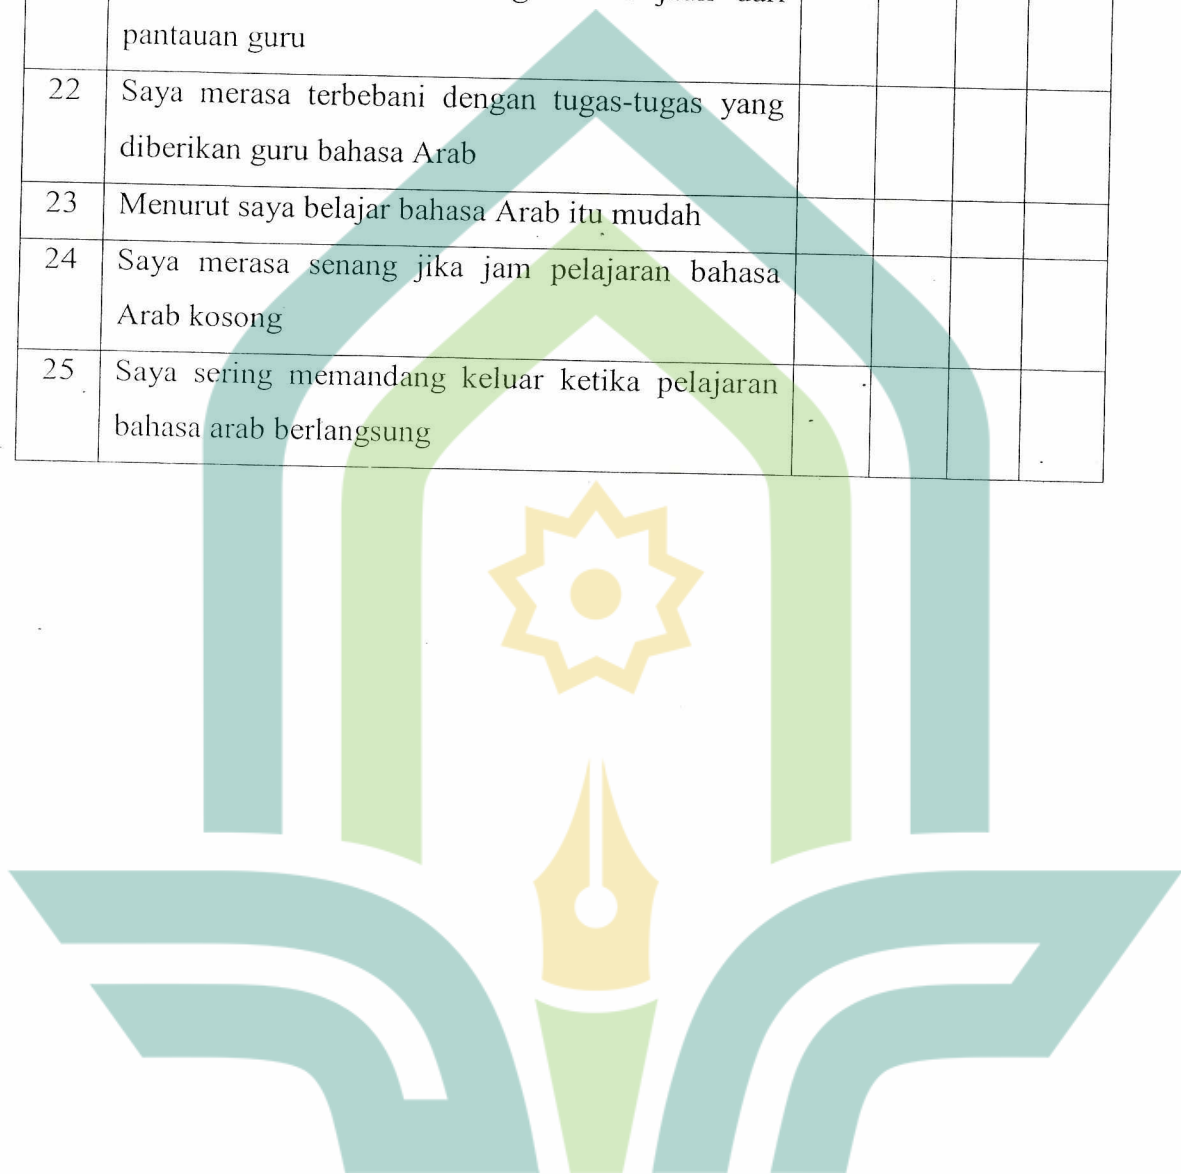 pantauan guru
22 Saya merasa terbebani dengan tugas-tugas yang
diberikan guru bahasa Arab
23 Menurut saya belajar bahasa Arab itu mudah
24 Saya merasa senang jika jam pelajaran bahasa
Arab kosong
25 Saya sering memandang keluar ketika pelajaran
bahasa arab berlangsung